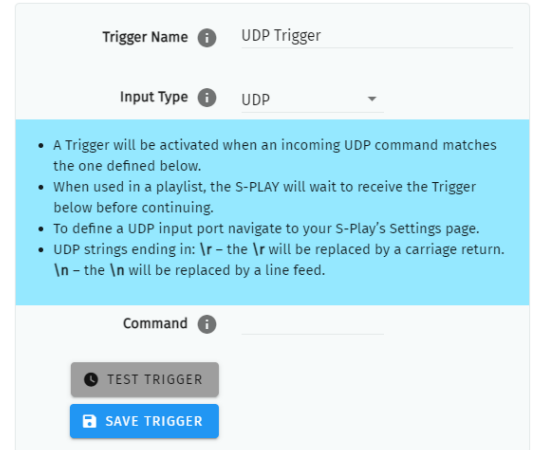 Trigger Name
UDP Trigger
Input Type
UDP
• A Trigger will be activated when an incoming UDP command matches
the one defined below.
• When used in a playlist, the S-PLAY will wait to receive the Trigger
below before continuing.
• To define a UDP input port navigate to your S-Play's Settings page.
• UDP strings ending in: \r – the \r will be replaced by a carriage return.
\n – the \n will be replaced by a line feed.
Command
TEST TRIGGER
SAVE TRIGGER